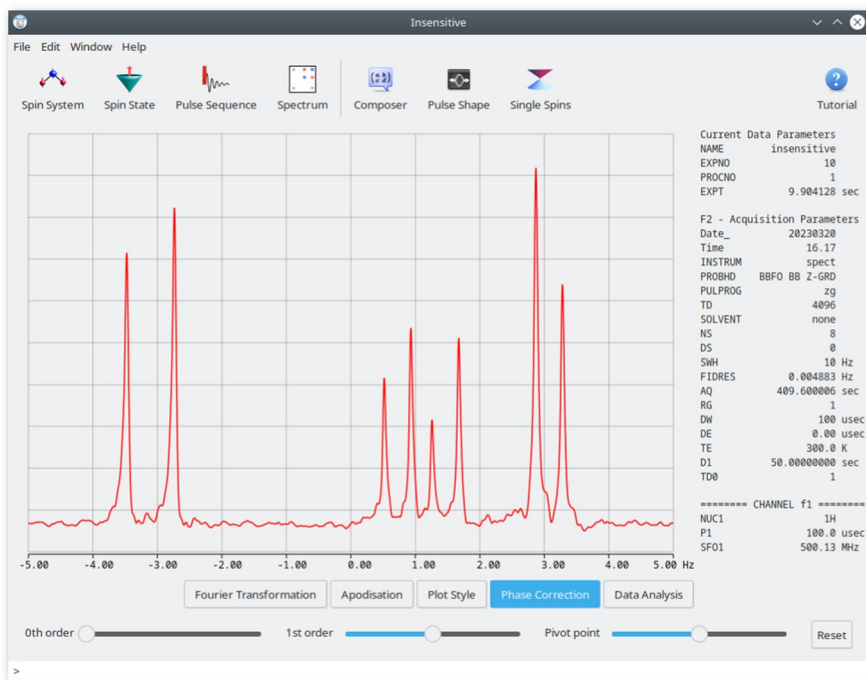 Insensitive
File Edit Window Help
Spin System Spin State Pulse Sequence Spectrum Composer Pulse Shape Single Spins Tutorial
Current Data Parameters
NAME insensitive
EXPNO 10
PROCNO 1
EXPT 9.904128 sec
F2 - Acquisition Parameters
Date_ 20230320
Time 16.17
INSTRUM spect
PROBHD BBFO BB Z-GRD
PULPROG zg
TD 4096
SOLVENT none
NS 8
DS 0
SWH 10 Hz
FIDRES 0.004883 Hz
AQ 409.600006 sec
RG 1
DW 100 usec
DE 0.00 usec
TE 300.0 K
D1 50.00000000 sec
TD0 1
======== CHANNEL f1 ========
NUC1 1H
P1 100.0 usec
SFO1 500.13 MHz
-5.00 -4.00 -3.00 -2.00 -1.00 0.00 1.00 2.00 3.00 4.00 5.00 Hz
Fourier Transformation Apodisation Plot Style Phase Correction Data Analysis
0th order 1st order Pivot point Reset
>